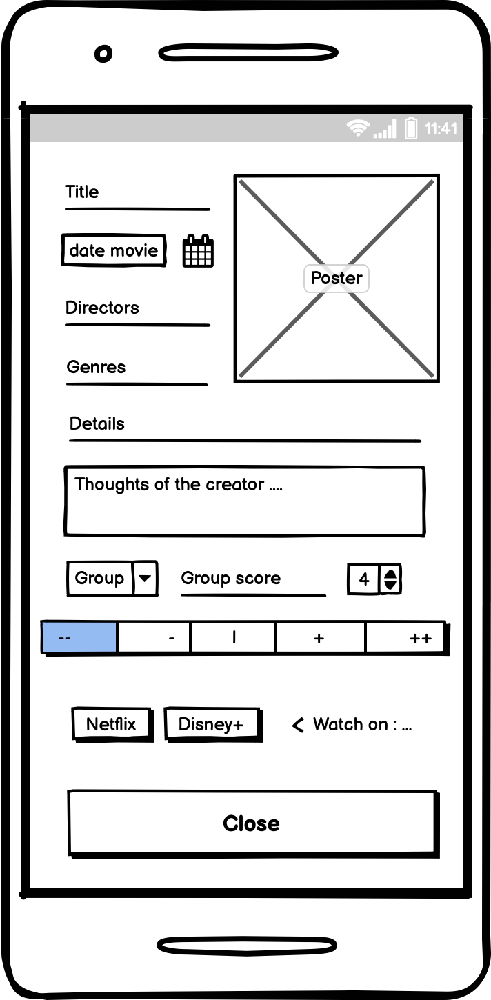 11:41
Title
date movie
Poster
Directors
Genres
Details
Thoughts of the creator ....
Group
Group score
4
-- - | + ++
Netflix Disney+ < Watch on : ...
Close